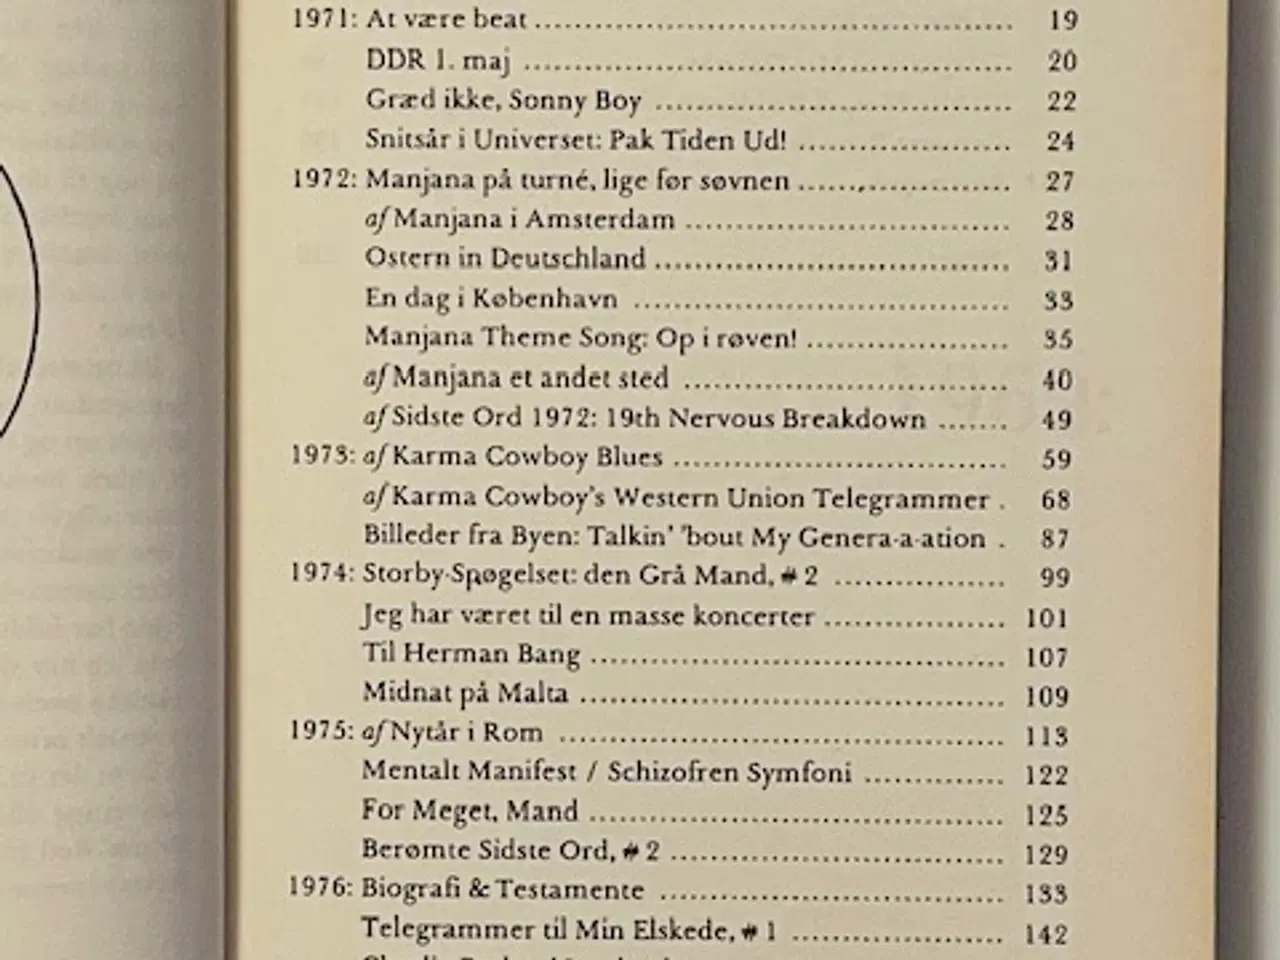 1971: At være beat ........ 19
DDR 1. maj ........ 20
Græd ikke, Sonny Boy ........ 22
Snitsår i Universet: Pak Tiden Ud! ........ 24
1972: Manjana på turné, lige før søvnen ........ 27
af Manjana i Amsterdam ........ 28
Ostern in Deutschland ........ 31
En dag i København ........ 33
Manjana Theme Song: Op i røven! ........ 35
af Manjana et andet sted ........ 40
af Sidste Ord 1972: 19th Nervous Breakdown ....... 49
1973: af Karma Cowboy Blues ........ 59
af Karma Cowboy's Western Union Telegrammer . 68
Billeder fra Byen: Talkin' 'bout My Genera-a-ation . 87
1974: Storby-Spøgelset: den Grå Mand, # 2 ........ 99
Jeg har været til en masse koncerter ........ 101
Til Herman Bang ........ 107
Midnat på Malta ........ 109
1975: af Nytår i Rom ........ 113
Mentalt Manifest / Schizofren Symfoni ........ 122
For Meget, Mand ........ 125
Berømte Sidste Ord, # 2 ........ 129
1976: Biografi & Testamente ........ 133
Telegrammer til Min Elskede, # 1 ........ 142